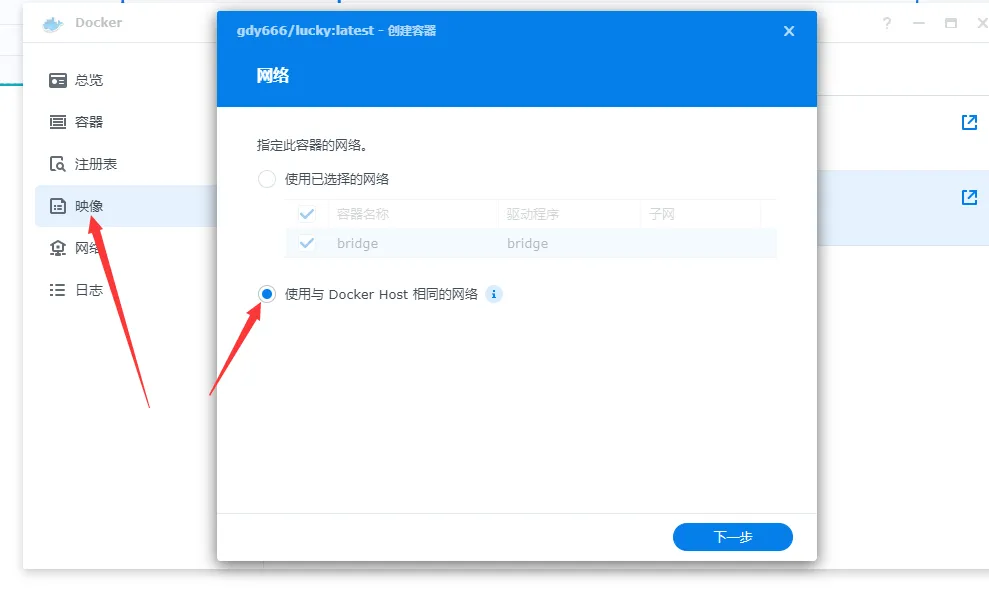 Docker
?
总览
容器
注册表
映像
网络
日志
gdy666/lucky:latest - 创建容器
网络
指定此容器的网络。
使用已选择的网络
容器名称 驱动程序 子网
bridge bridge
使用与 Docker Host 相同的网络
下一步